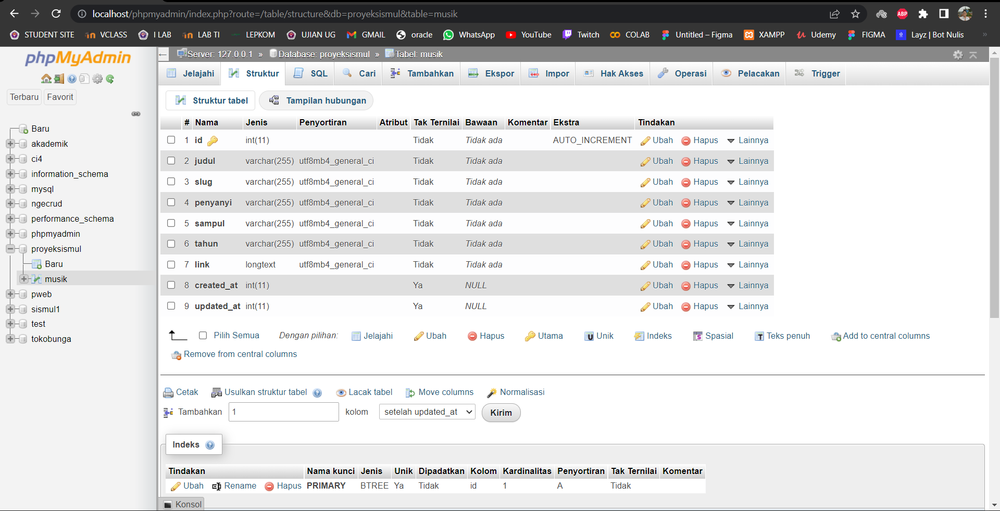 localhost/phpmyadmin/index.php?route=/table/structure&db=proyeksismul&table=musik
ABP
STUDENT SITE VCLASS I LAB LAB TI LEPKOM UJIAN UG GMAIL oracle WhatsApp YouTube Twitch COLAB Untitled – Figma XAMPP Udemy FIGMA Layz | Bot Nulis »
phpMyAdmin
Terbaru Favorit
Baru
akademik
ci4
information_schema
mysql
ngecrud
performance_schema
phpmyadmin
proyeksismul
Baru
musik
pweb
sismul1
test
tokobunga
Server: 127.0.0.1 » Database: proyeksismul » Tabel: musik
Jelajahi Struktur SQL Cari Tambahkan Ekspor Impor Hak Akses Operasi Pelacakan Trigger
Struktur tabel Tampilan hubungan
# Nama Jenis Penyortiran Atribut Tak Ternilai Bawaan Komentar Ekstra Tindakan
1 id int(11) Tidak Tidak ada AUTO_INCREMENT Ubah Hapus Lainnya
2 judul varchar(255) utf8mb4_general_ci Tidak Tidak ada Ubah Hapus Lainnya
3 slug varchar(255) utf8mb4_general_ci Tidak Tidak ada Ubah Hapus Lainnya
4 penyanyi varchar(255) utf8mb4_general_ci Tidak Tidak ada Ubah Hapus Lainnya
5 sampul varchar(255) utf8mb4_general_ci Tidak Tidak ada Ubah Hapus Lainnya
6 tahun varchar(255) utf8mb4_general_ci Tidak Tidak ada Ubah Hapus Lainnya
7 link longtext utf8mb4_general_ci Tidak Tidak ada Ubah Hapus Lainnya
8 created_at int(11) Ya NULL Ubah Hapus Lainnya
9 updated_at int(11) Ya NULL Ubah Hapus Lainnya
Pilih Semua Dengan pilihan: Jelajahi Ubah Hapus Utama Unik Indeks Spasial Teks penuh Add to central columns
Remove from central columns
Cetak Usulkan struktur tabel Lacak tabel Move columns Normalisasi
Tambahkan 1 kolom setelah updated_at Kirim
Indeks
Tindakan Nama kunci Jenis Unik Dipadatkan Kolom Kardinalitas Penyortiran Tak Ternilai Komentar
Ubah Rename Hapus PRIMARY BTREE Ya Tidak id 1 A Tidak
Konsol